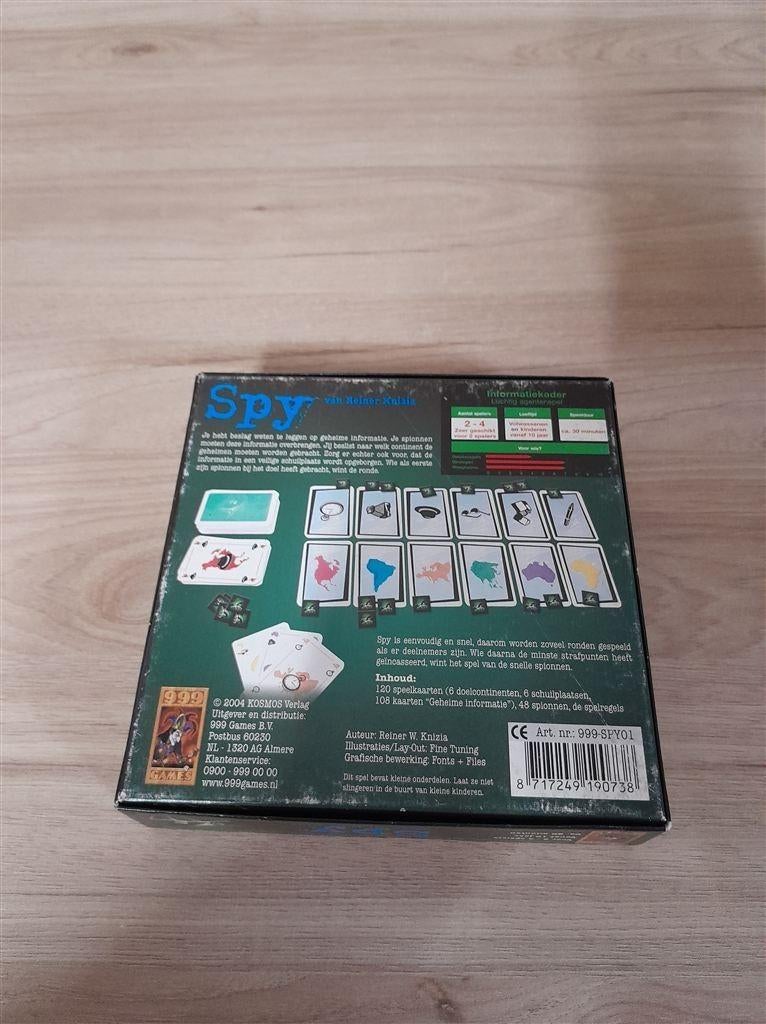 Spy van Reiner Knizia
Je hebt beslag weten te leggen op geheime informatie. Je spionnen
moeten deze informatie overbrengen. Jij beslist naar welk continent de
geheimen moeten worden gebracht. Zorg er echter ook voor, dat de
informatie in een veilige schuilplaats wordt opgeborgen. Wie als eerste
zijn spionnen bij het doel heeft gebracht, wint de ronde.
Informatiekader
Luchtig agentenspel
Aantal spelers
2 - 4
Zeer geschikt
voor 2 spelers
Leeftijd
Volwassenen
en kinderen
vanaf 10 jaar
Speelduur
ca. 30 minuten
Voor wie?
Spy is eenvoudig en snel, daarom worden zoveel ronden gespeeld
als er deelnemers zijn. Wie daarna de minste strafpunten heeft
geïncasseerd, wint het spel van de snelle spionnen.
Inhoud:
120 speelkaarten (6 doelcontinenten, 6 schuilplaatsen,
108 kaarten "Geheime informatie"), 48 spionnen, de spelregels
999
GAMES
© 2004 KOSMOS Verlag
Uitgever en distributie:
999 Games B.V.
Postbus 60230
NL - 1320 AG Almere
Klantenservice:
0900 - 999 00 00
www.999games.nl
Auteur: Reiner W. Knizia
Illustraties/Lay-Out: Fine Tuning
Grafische bewerking: Fonts + Files
Dit spel bevat kleine onderdelen. Laat ze niet
slingeren in de buurt van kleine kinderen.
CE Art. nr.: 999-SPY01
8 717249 190738
Spy